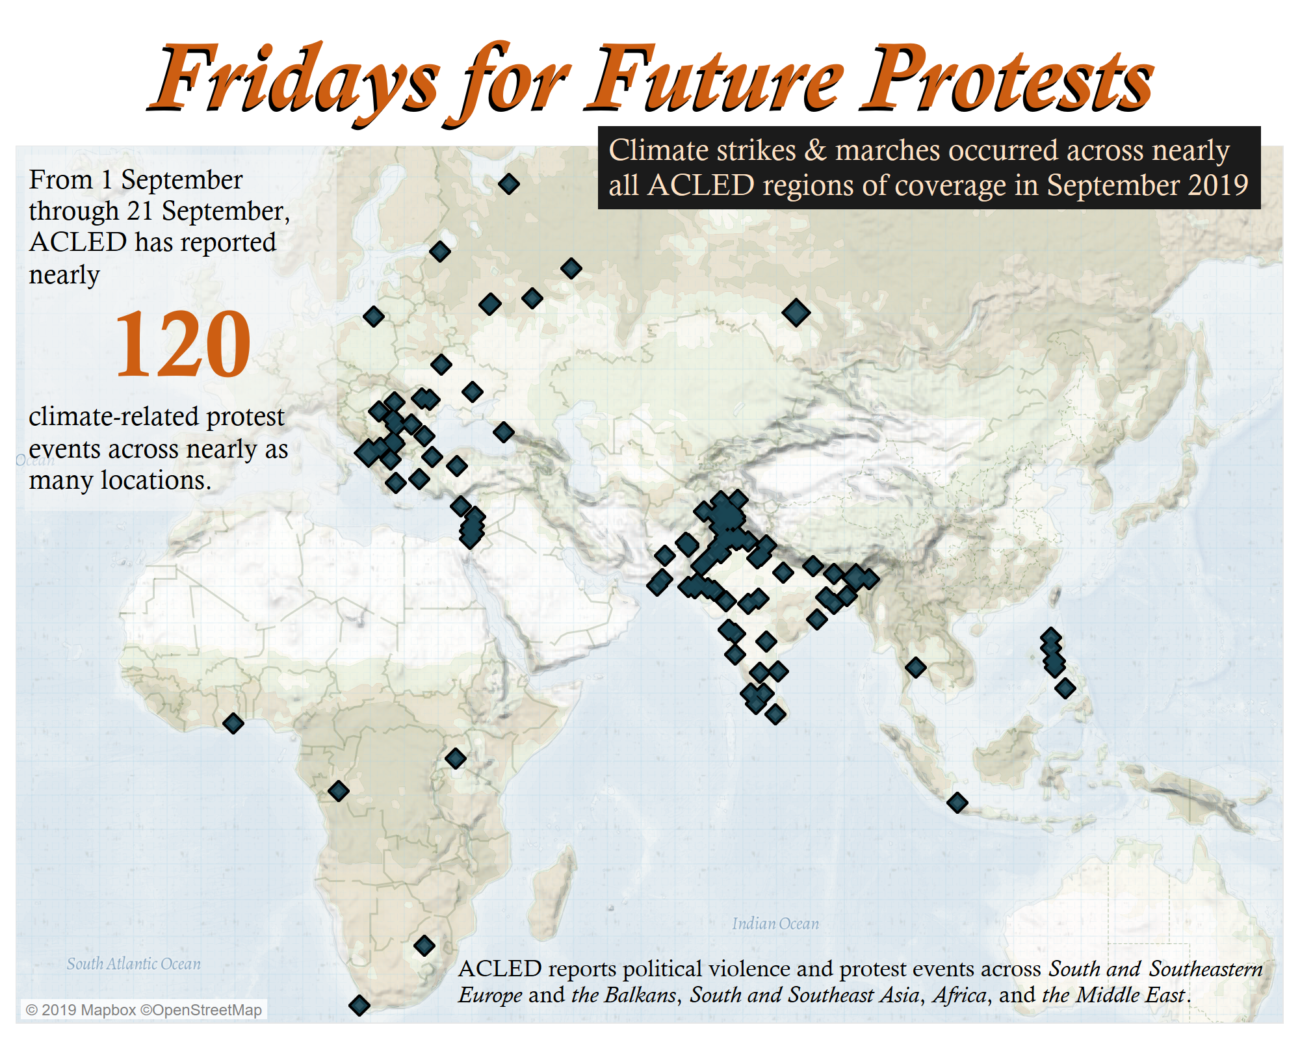 Fridays for Future Protests
Climate strikes & marches occurred across nearly
all ACLED regions of coverage in September 2019
From 1 September
through 21 September,
ACLED has reported
nearly
120
climate-related protest
events across nearly as
many locations.
Ocean
Indian Ocean
South Atlantic Ocean
ACLED reports political violence and protest events across South and Southeastern
Europe and the Balkans, South and Southeast Asia, Africa, and the Middle East.
© 2019 Mapbox ©OpenStreetMap